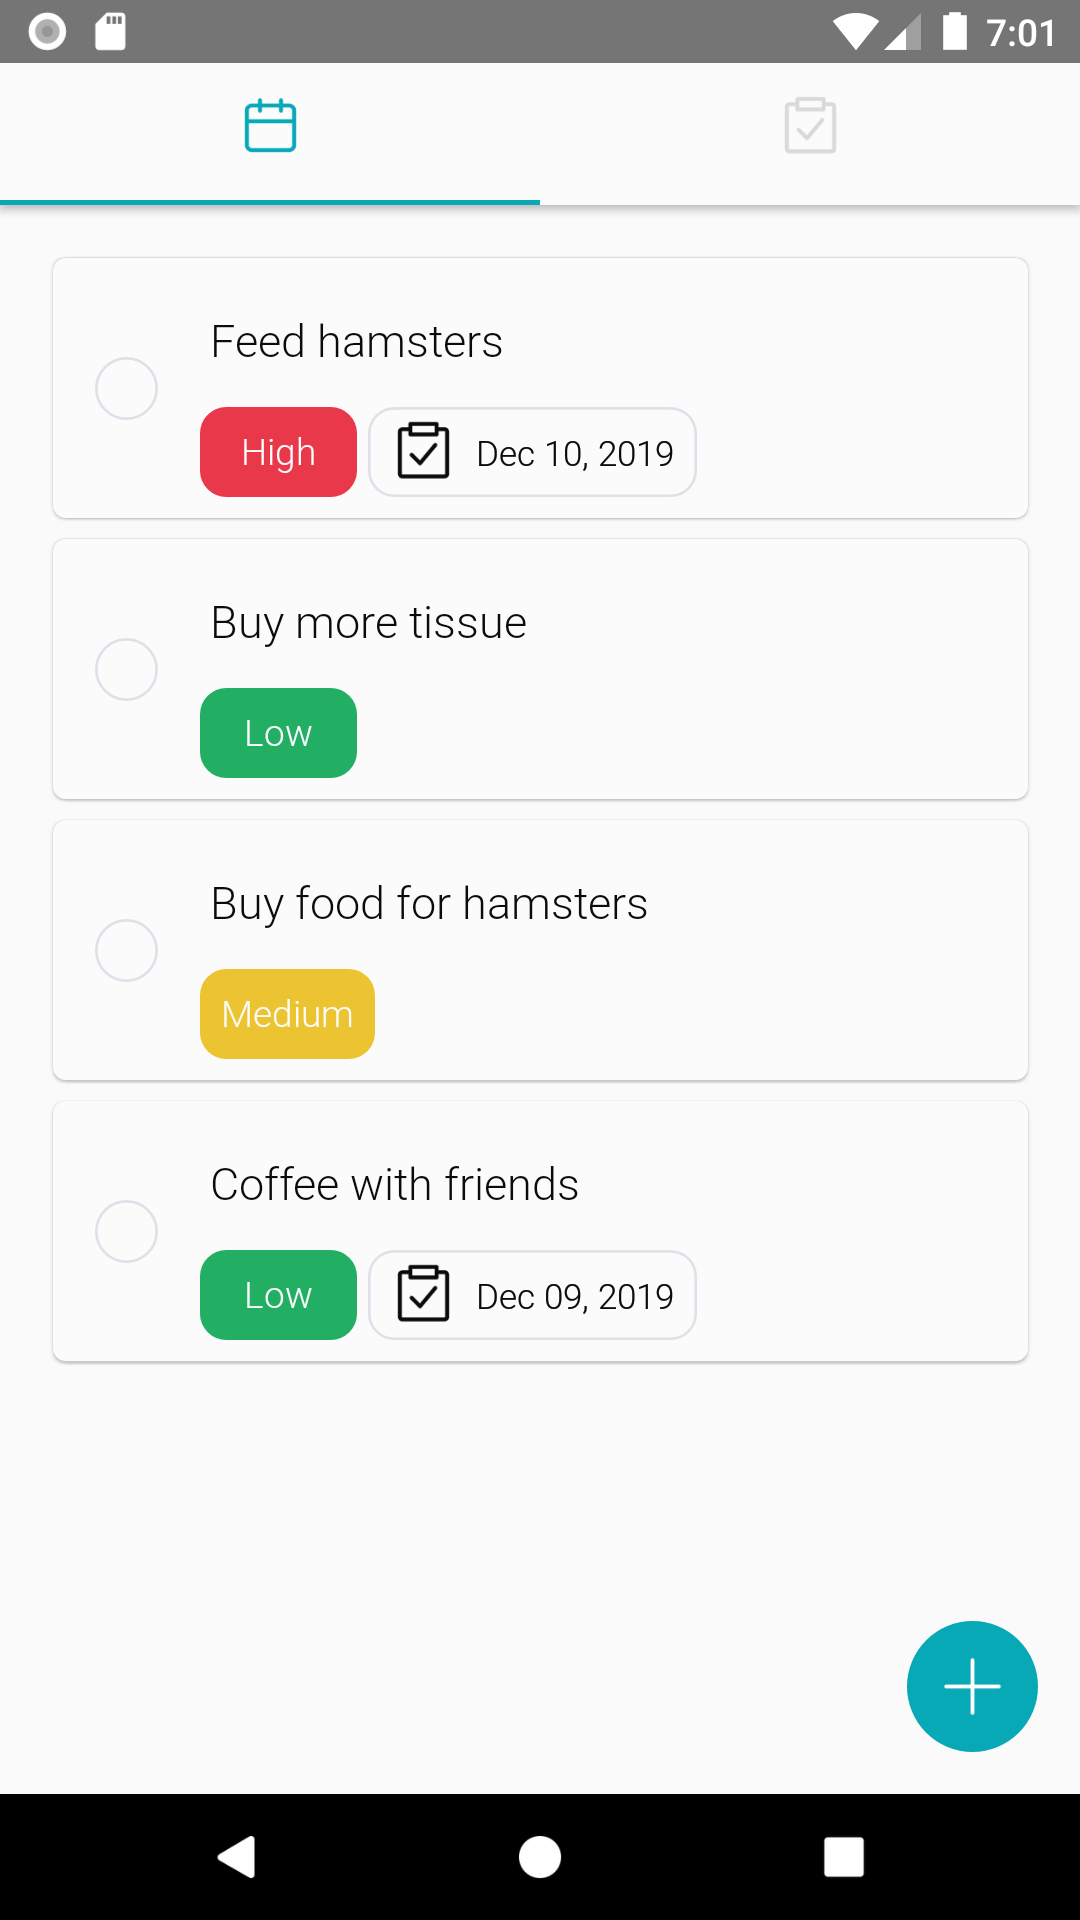 7:01
Feed hamsters
High
Dec 10, 2019
Buy more tissue
Low
Buy food for hamsters
Medium
Coffee with friends
Low
Dec 09, 2019